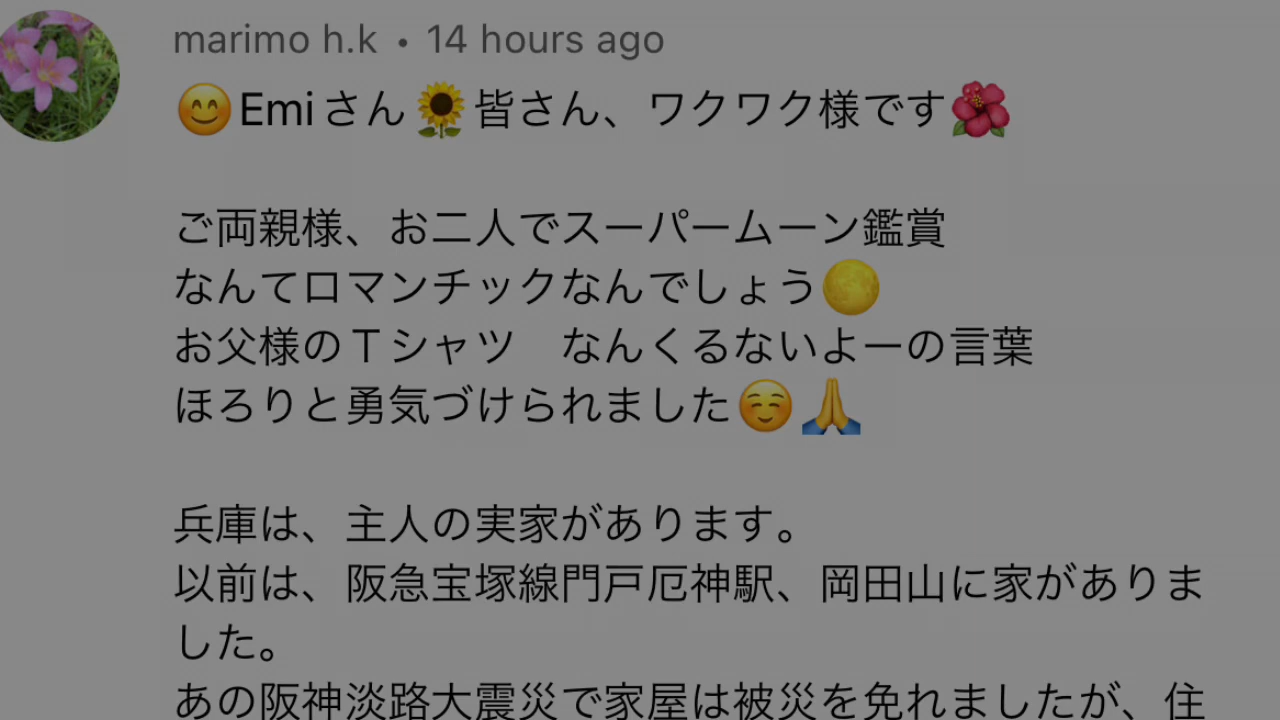 marimo h.k • 14 hours ago
😊Emiさん🌻皆さん、ワクワク様です🌺
ご両親様、お二人でスーパームーン鑑賞
なんてロマンチックなんでしょう🌕
お父様のＴシャツ　なんくるないよーの言葉
ほろりと勇気づけられました☺️🙏
兵庫は、主人の実家があります。
以前は、阪急宝塚線門戸厄神駅、岡田山に家がありま
した。
あの阪神淡路大震災で家屋は被災を免れましたが、住